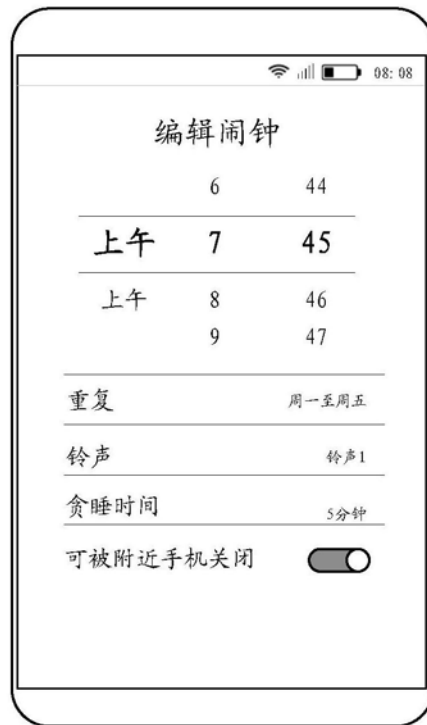 08: 08
编辑闹钟
6 44
上午 7 45
上午 8 46
9 47
重复 周一至周五
铃声 铃声1
贪睡时间 5分钟
可被附近手机关闭